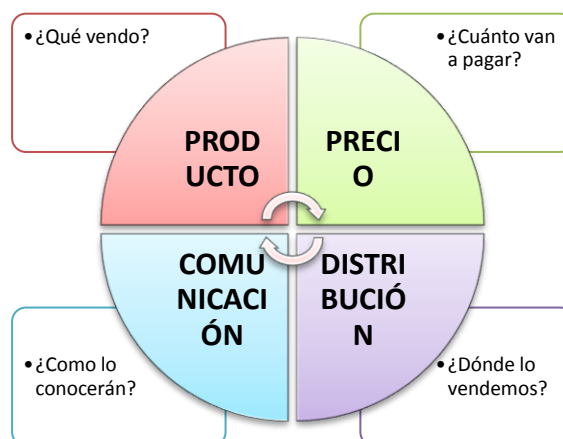 •¿Qué vendo?
•¿Cuánto van
a pagar?
PROD
UCTO
PRECI
O
COMU
NICACI
ÓN
DISTRI
BUCIÓ
N
•¿Como lo
conocerán?
•¿Dónde lo
vendemos?